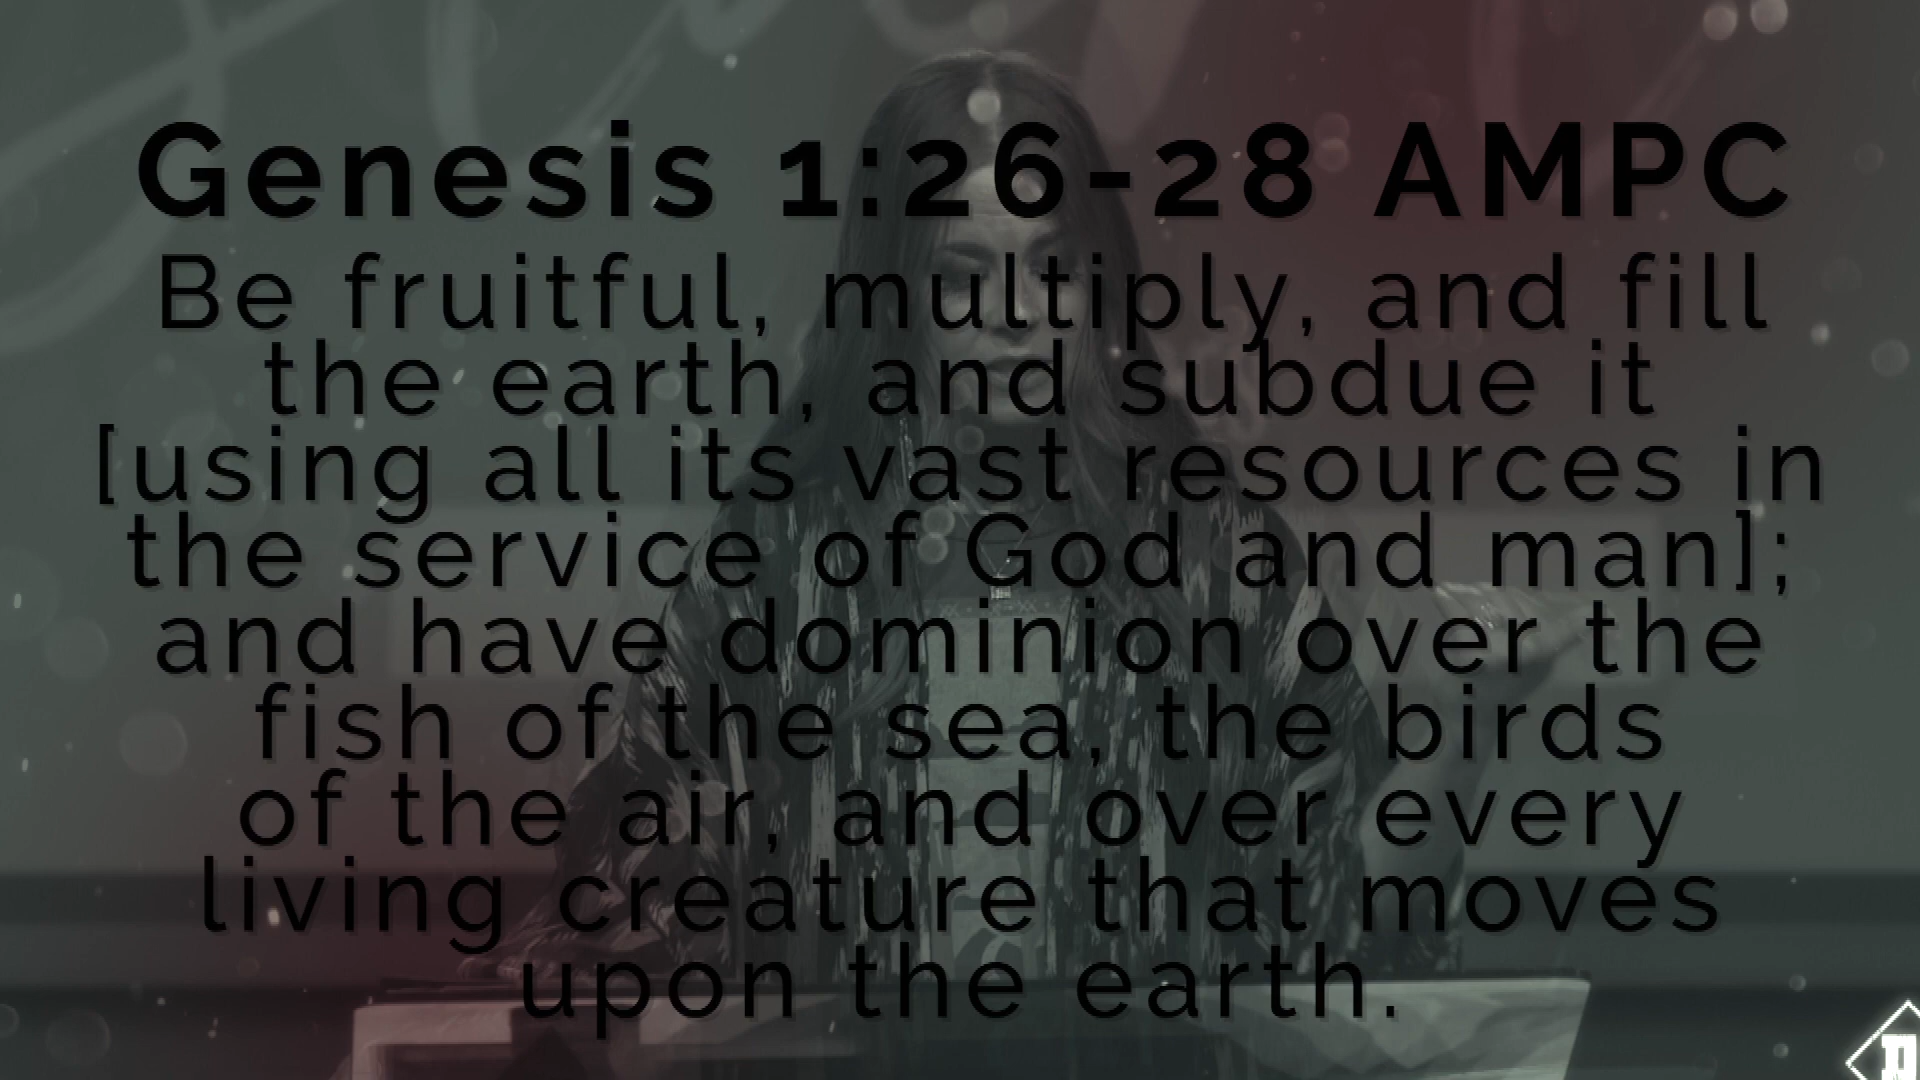 Genesis 1:26-28 AMPC
Be fruitful, multiply, and fill
the earth, and subdue it
[using all its vast resources in
the service of God and man];
and have dominion over the
fish of the sea, the birds
of the air, and over every
living creature that moves
upon the earth.